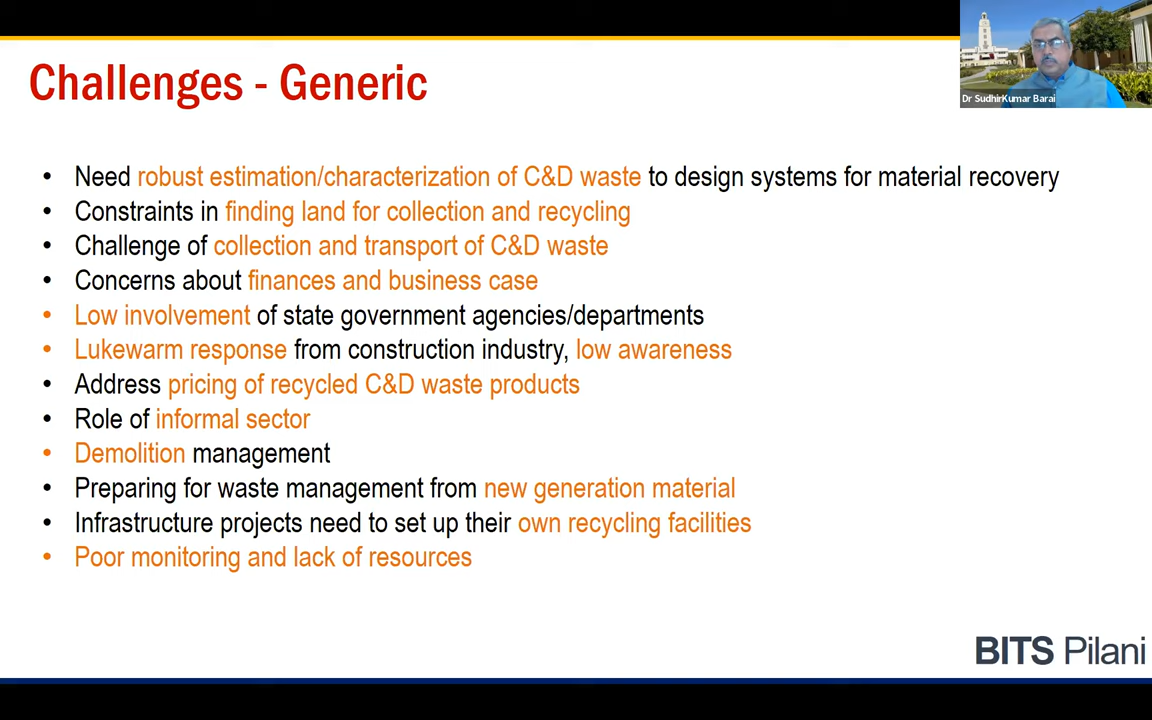 Dr SudhirKumar Barai
Challenges - Generic
• Need robust estimation/characterization of C&D waste to design systems for material recovery
• Constraints in finding land for collection and recycling
• Challenge of collection and transport of C&D waste
• Concerns about finances and business case
• Low involvement of state government agencies/departments
• Lukewarm response from construction industry, low awareness
• Address pricing of recycled C&D waste products
• Role of informal sector
• Demolition management
• Preparing for waste management from new generation material
• Infrastructure projects need to set up their own recycling facilities
• Poor monitoring and lack of resources
BITS Pilani